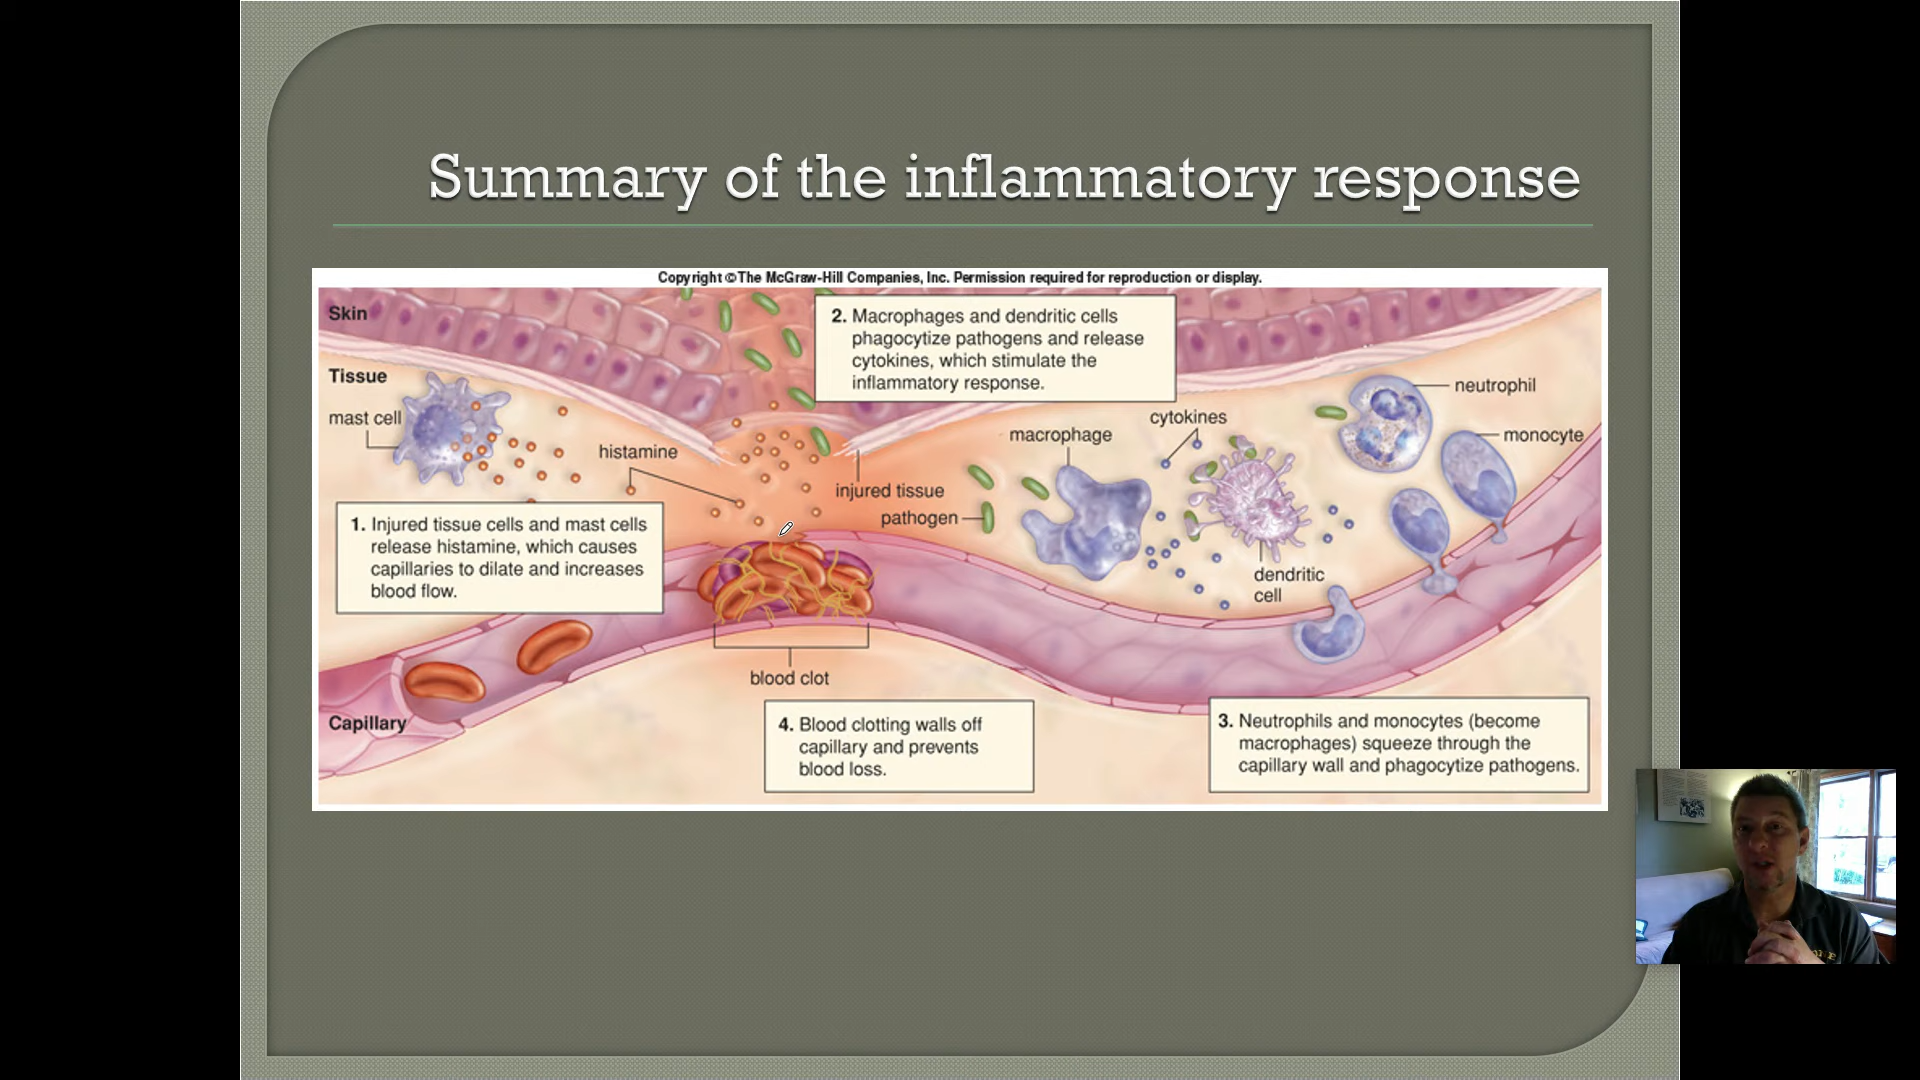 Summary of the inflammatory response
Copyright ©The McGraw-Hill Companies, Inc. Permission required for reproduction or display.
Skin
2. Macrophages and dendritic cells
phagocytize pathogens and release
cytokines, which stimulate the
inflammatory response.
Tissue
neutrophil
mast cell
cytokines
macrophage
monocyte
histamine
injured tissue
pathogen
1. Injured tissue cells and mast cells
release histamine, which causes
capillaries to dilate and increases
blood flow.
dendritic
cell
blood clot
Capillary
4. Blood clotting walls off
capillary and prevents
blood loss.
3. Neutrophils and monocytes (become
macrophages) squeeze through the
capillary wall and phagocytize pathogens.